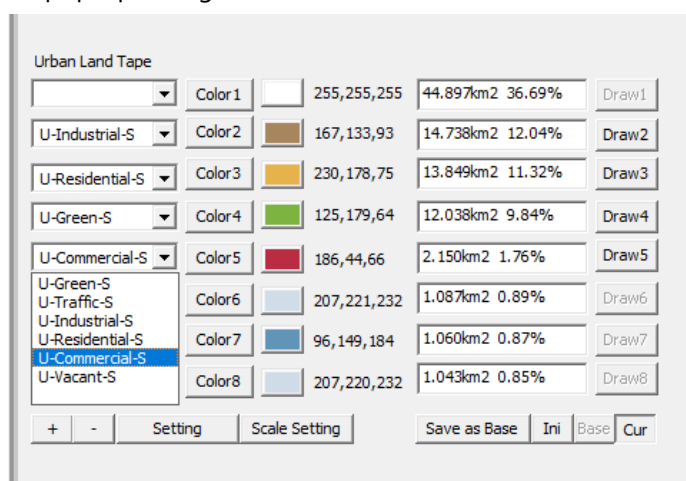 Urban Land Tape
Color1 255,255,255 44.897km2 36.69% Draw1
U-Industrial-S Color2 167,133,93 14.738km2 12.04% Draw2
U-Residential-S Color3 230,178,75 13.849km2 11.32% Draw3
U-Green-S Color4 125,179,64 12.038km2 9.84% Draw4
U-Commercial-S Color5 186,44,66 2.150km2 1.76% Draw5
U-Green-S
U-Traffic-S Color6 207,221,232 1.087km2 0.89% Draw6
U-Industrial-S
U-Residential-S Color7 96,149,184 1.060km2 0.87% Draw7
U-Commercial-S
U-Vacant-S Color8 207,220,232 1.043km2 0.85% Draw8
+ - Setting Scale Setting Save as Base Ini Base Cur